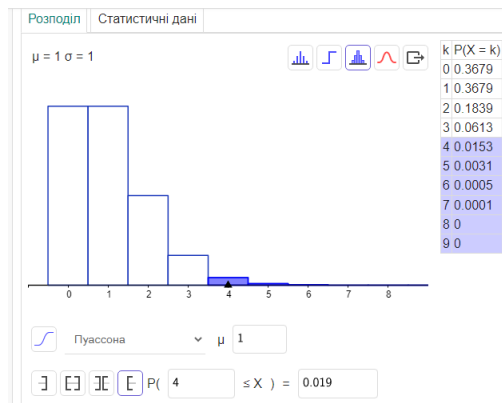 Розподіл Статистичні дані
μ = 1 σ = 1
k P(X = k)
0 0.3679
1 0.3679
2 0.1839
3 0.0613
4 0.0153
5 0.0031
6 0.0005
7 0.0001
8 0
9 0
0 1 2 3 4 5 6 7 8
Пуассона μ 1
P( 4 ≤ X ) = 0.019